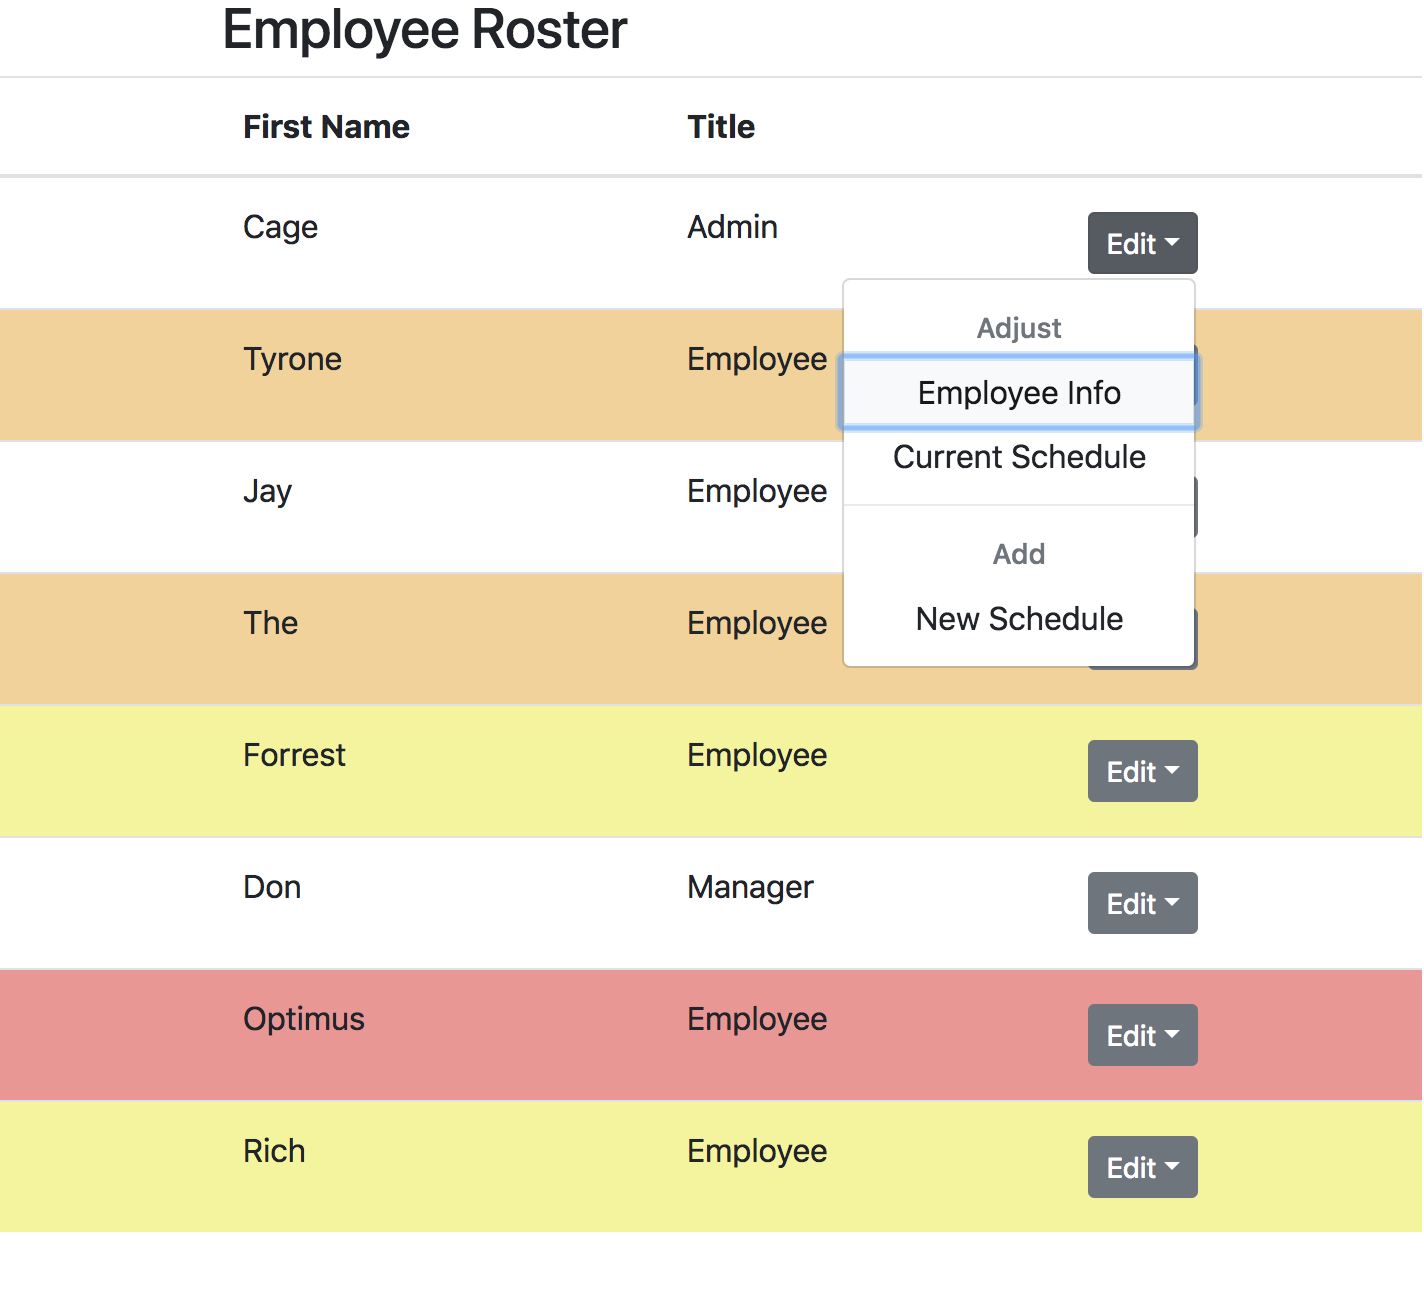 Employee Roster
First Name Title
Cage Admin Edit
Adjust
Tyrone Employee
Employee Info
Current Schedule
Jay Employee
Add
The Employee
New Schedule
Forrest Employee Edit
Don Manager Edit
Optimus Employee Edit
Rich Employee Edit